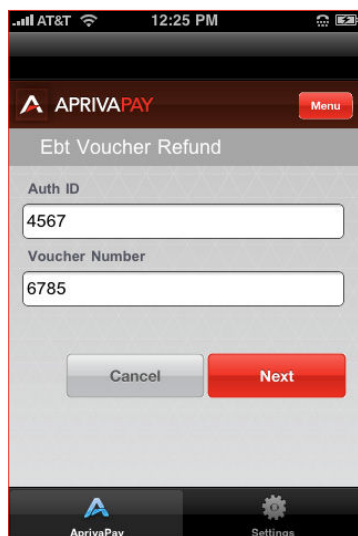 AT&T 12:25 PM
APRIVAPAY Menu
Ebt Voucher Refund
Auth ID
4567
Voucher Number
6785
Cancel Next
AprivaPay Settings